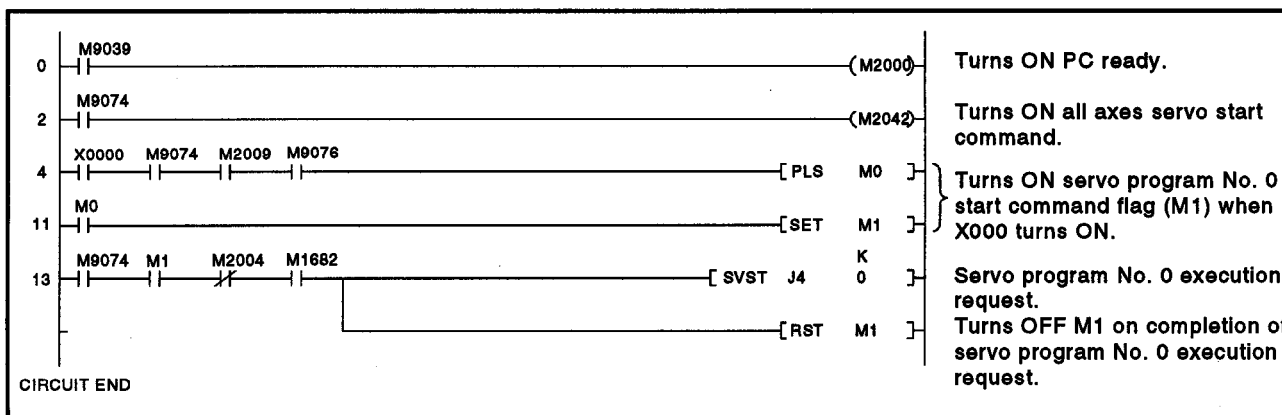 M9039
0 (M2000) Turns ON PC ready.
M9074
2 (M2042) Turns ON all axes servo start
command.
X0000 M9074 M2009 M9076
4 [ PLS M0 ] Turns ON servo program No. 0
start command flag (M1) when
X000 turns ON.
M0
11 [ SET M1 ]
M9074 M1 M2004 M1682 K
13 [ SVST J4 0 ] Servo program No. 0 execution
request.
[ RST M1 ] Turns OFF M1 on completion of
servo program No. 0 execution
request.
CIRCUIT END